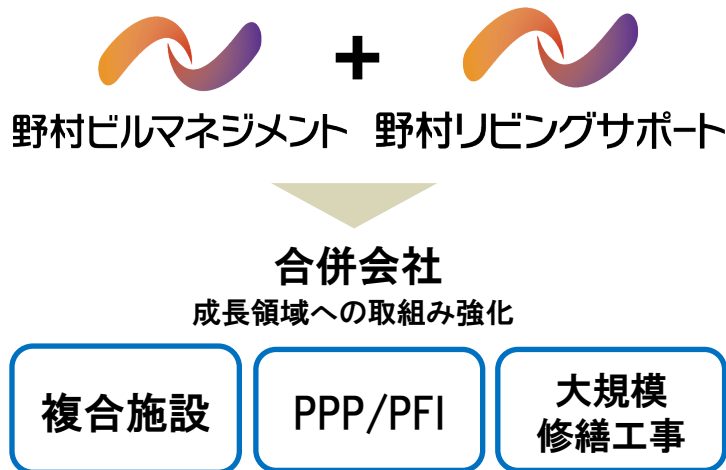 +
野村ビルマネジメント 野村リビングサポート
合併会社
成長領域への取組み強化
複合施設
PPP/PFI
大規模
修繕工事